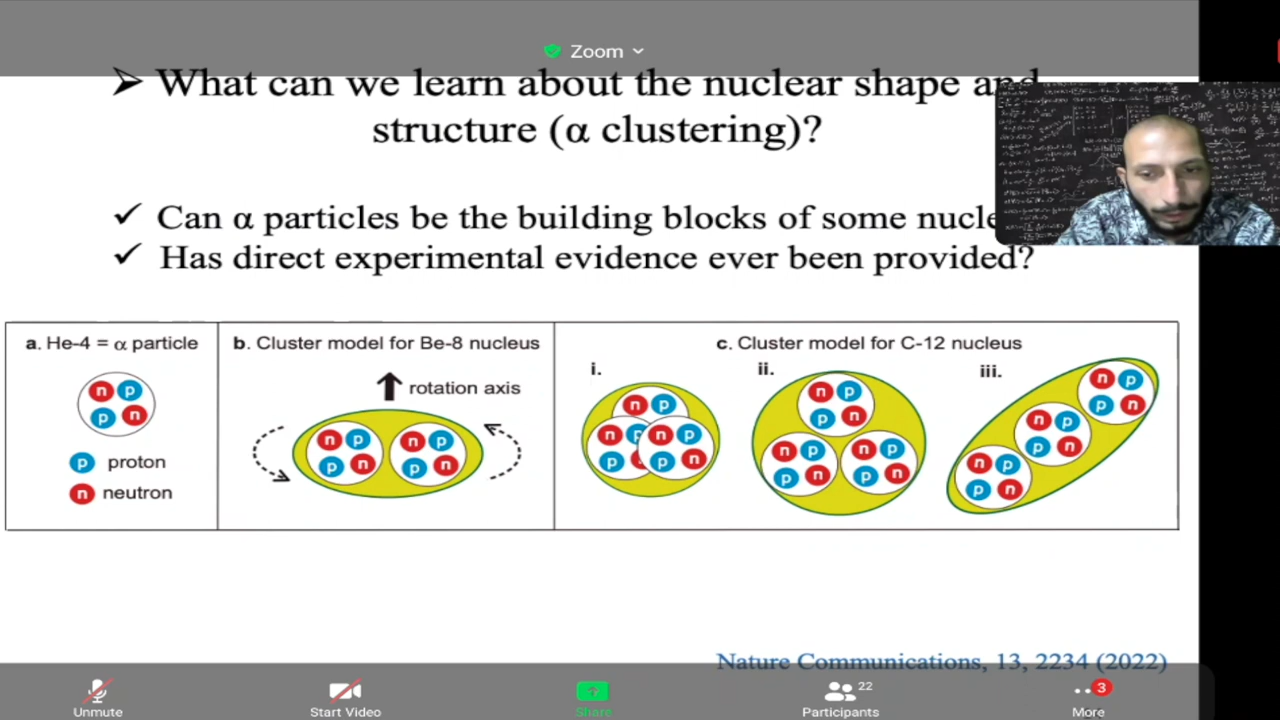 Zoom
➢ What can we learn about the nuclear shape and
structure (α clustering)?
✓ Can α particles be the building blocks of some
✓ Has direct experimental evidence ever been provided?
a. He-4 = α particle
n p
p n
p proton
n neutron
b. Cluster model for Be-8 nucleus
rotation axis
n p n p
p n p n
c. Cluster model for C-12 nucleus
i.
n p
n p n p
p p n
ii.
n p
p n
n p n p
p n p n
iii.
n p
p n
n p
p n
n p
p n
Nature Communications, 13, 2234 (2022)
Unmute
Start Video
Share
22
Participants
3
More